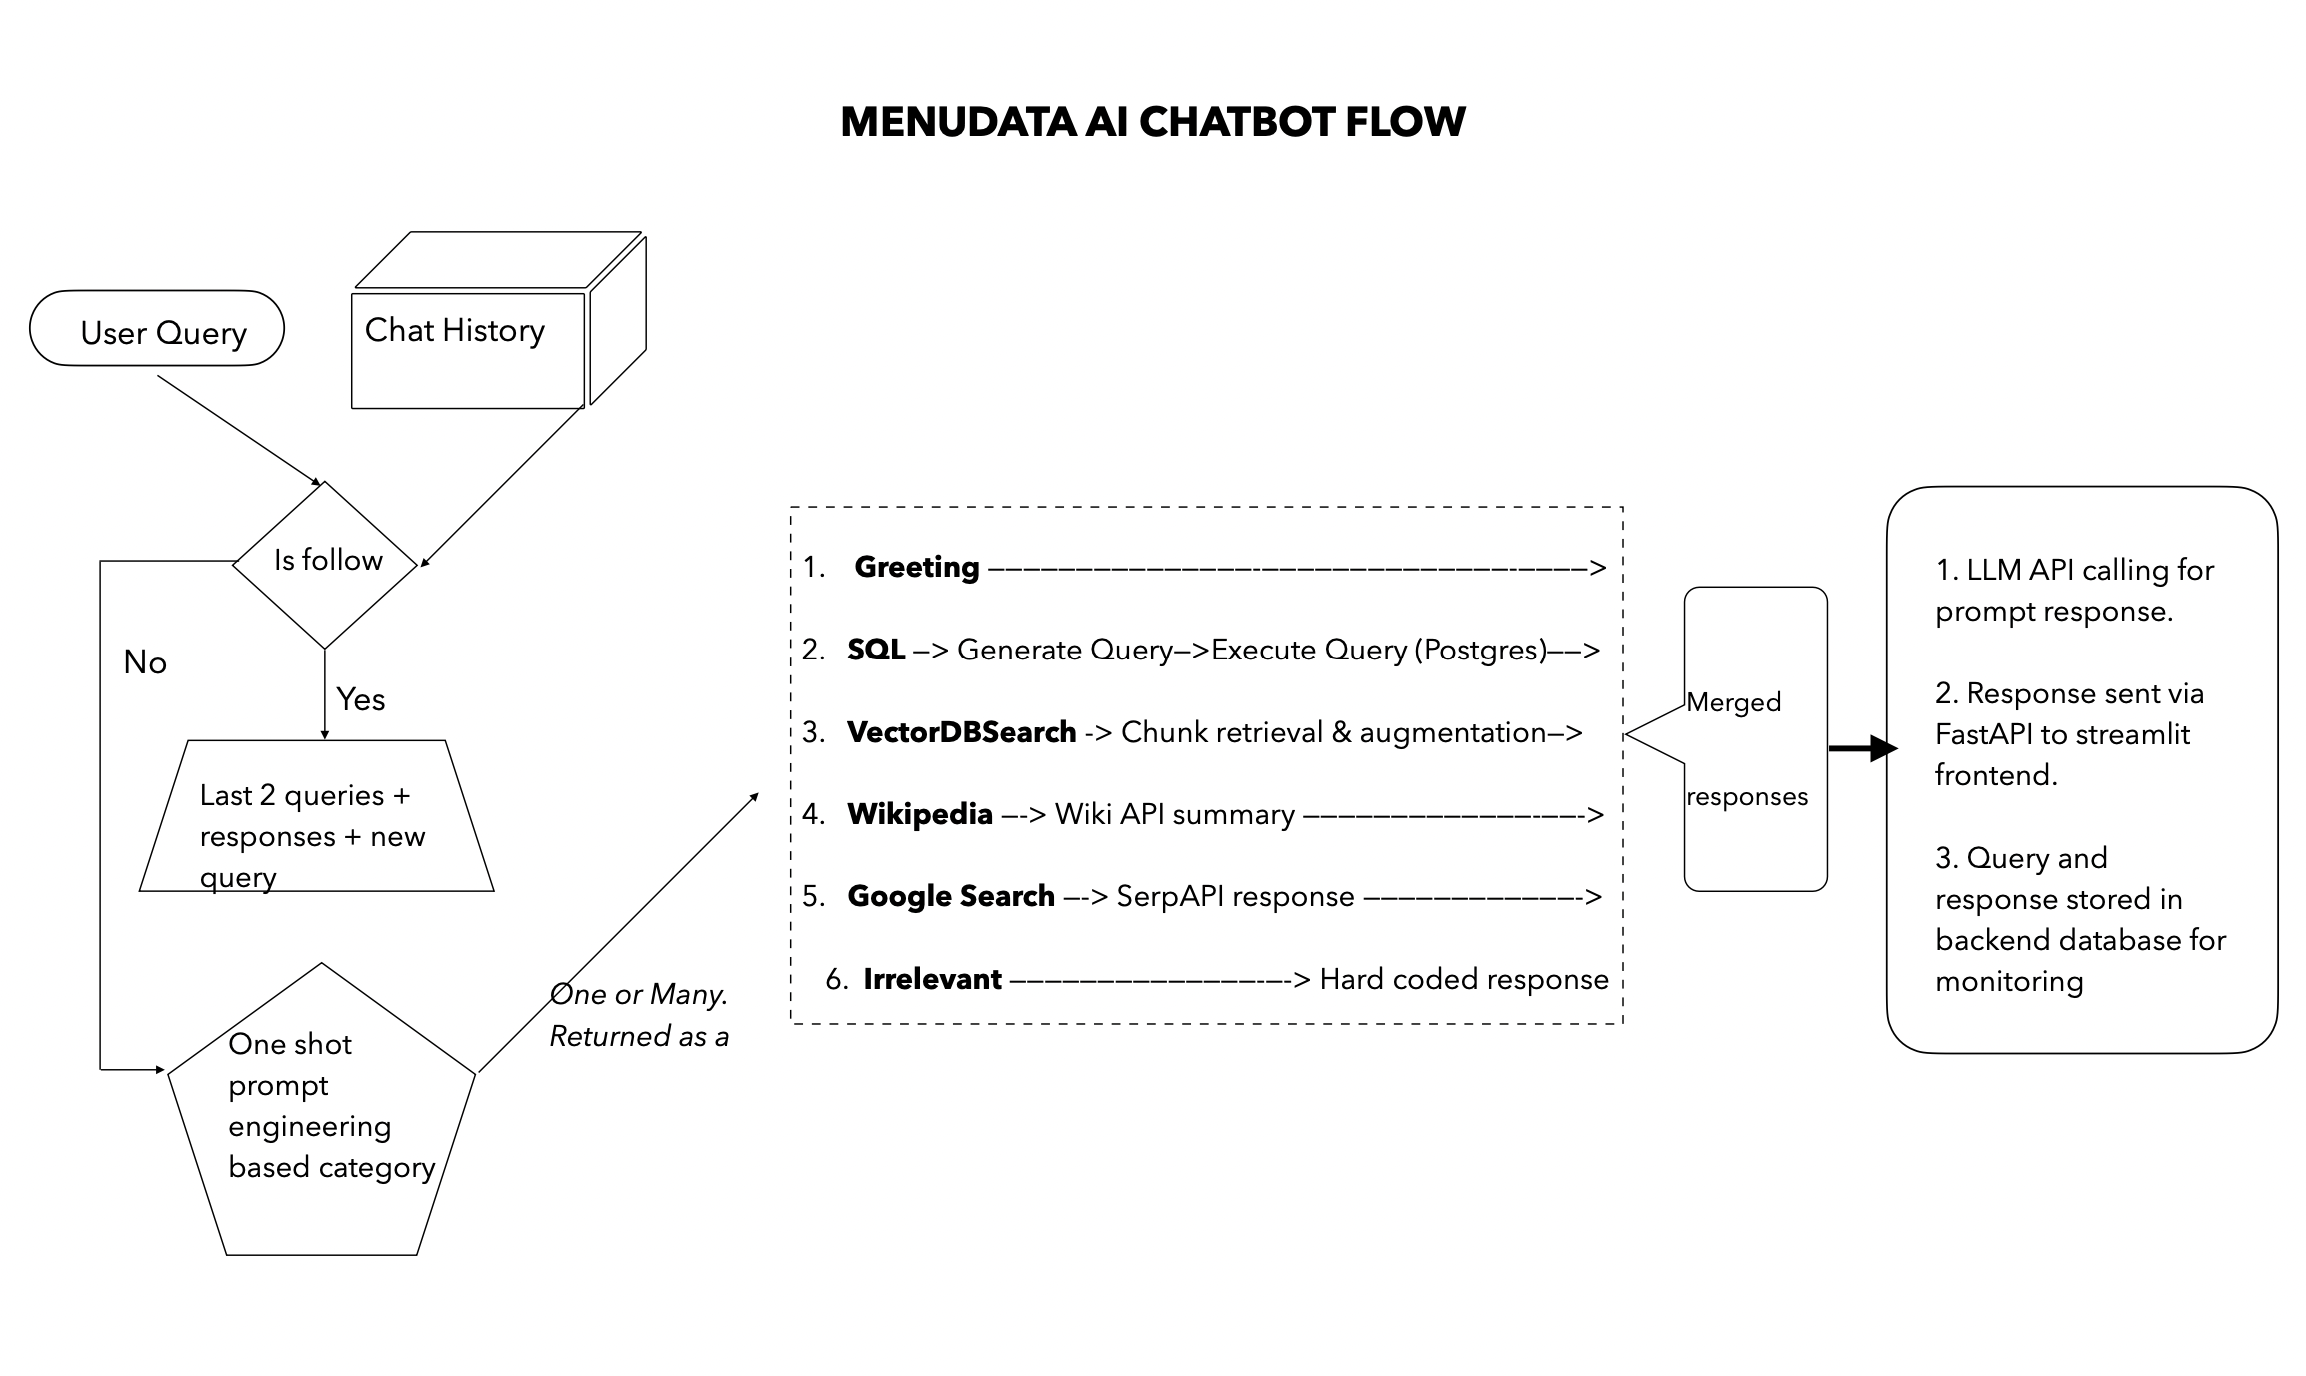 MENUDATA AI CHATBOT FLOW
User Query
Chat History
Is follow
No
Yes
Last 2 queries +
responses + new
query
One shot
prompt
engineering
based category
One or Many.
Returned as a
1. Greeting ----------------------------------------->
2. SQL --> Generate Query-->Execute Query (Postgres)--->
3. VectorDBSearch -> Chunk retrieval & augmentation-->
4. Wikipedia ---> Wiki API summary -------------------->
5. Google Search ---> SerpAPI response --------------->
6. Irrelevant -------------------> Hard coded response
Merged
responses
1. LLM API calling for
prompt response.
2. Response sent via
FastAPI to streamlit
frontend.
3. Query and
response stored in
backend database for
monitoring